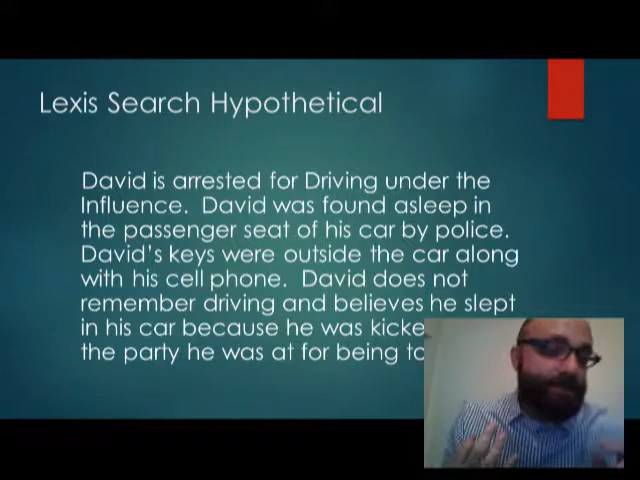 Lexis Search Hypothetical
David is arrested for Driving under the
Influence. David was found asleep in
the passenger seat of his car by police.
David's keys were outside the car along
with his cell phone. David does not
remember driving and believes he slept
in his car because he was
the party he was at for being